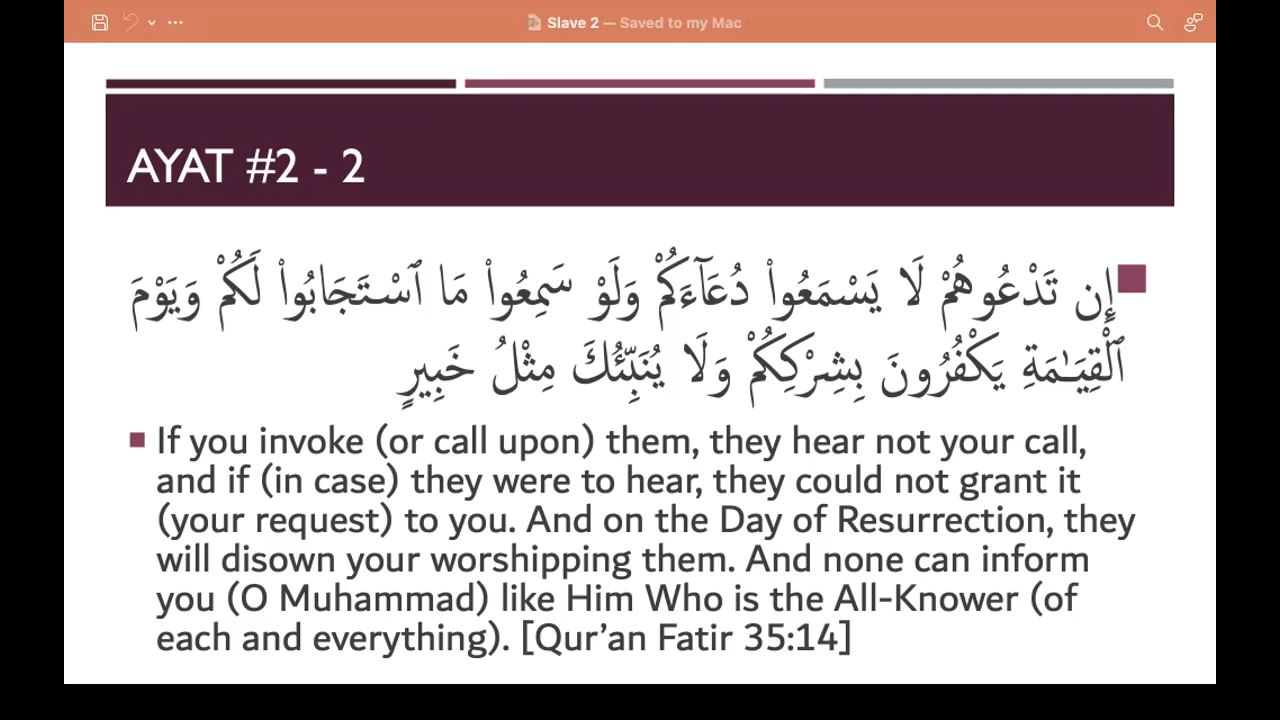 Slave 2 — Saved to my Mac
AYAT #2 - 2
إِن تَدْعُوهُمْ لَا يَسْمَعُوا۟ دُعَآءَكُمْ وَلَوْ سَمِعُوا۟ مَا ٱسْتَجَابُوا۟ لَكُمْ وَيَوْمَ
ٱلْقِيَـٰمَةِ يَكْفُرُونَ بِشِرْكِكُمْ وَلَا يُنَبِّئُكَ مِثْلُ خَبِيرٍ
If you invoke (or call upon) them, they hear not your call,
and if (in case) they were to hear, they could not grant it
(your request) to you. And on the Day of Resurrection, they
will disown your worshipping them. And none can inform
you (O Muhammad) like Him Who is the All-Knower (of
each and everything). [Qur’an Fatir 35:14]